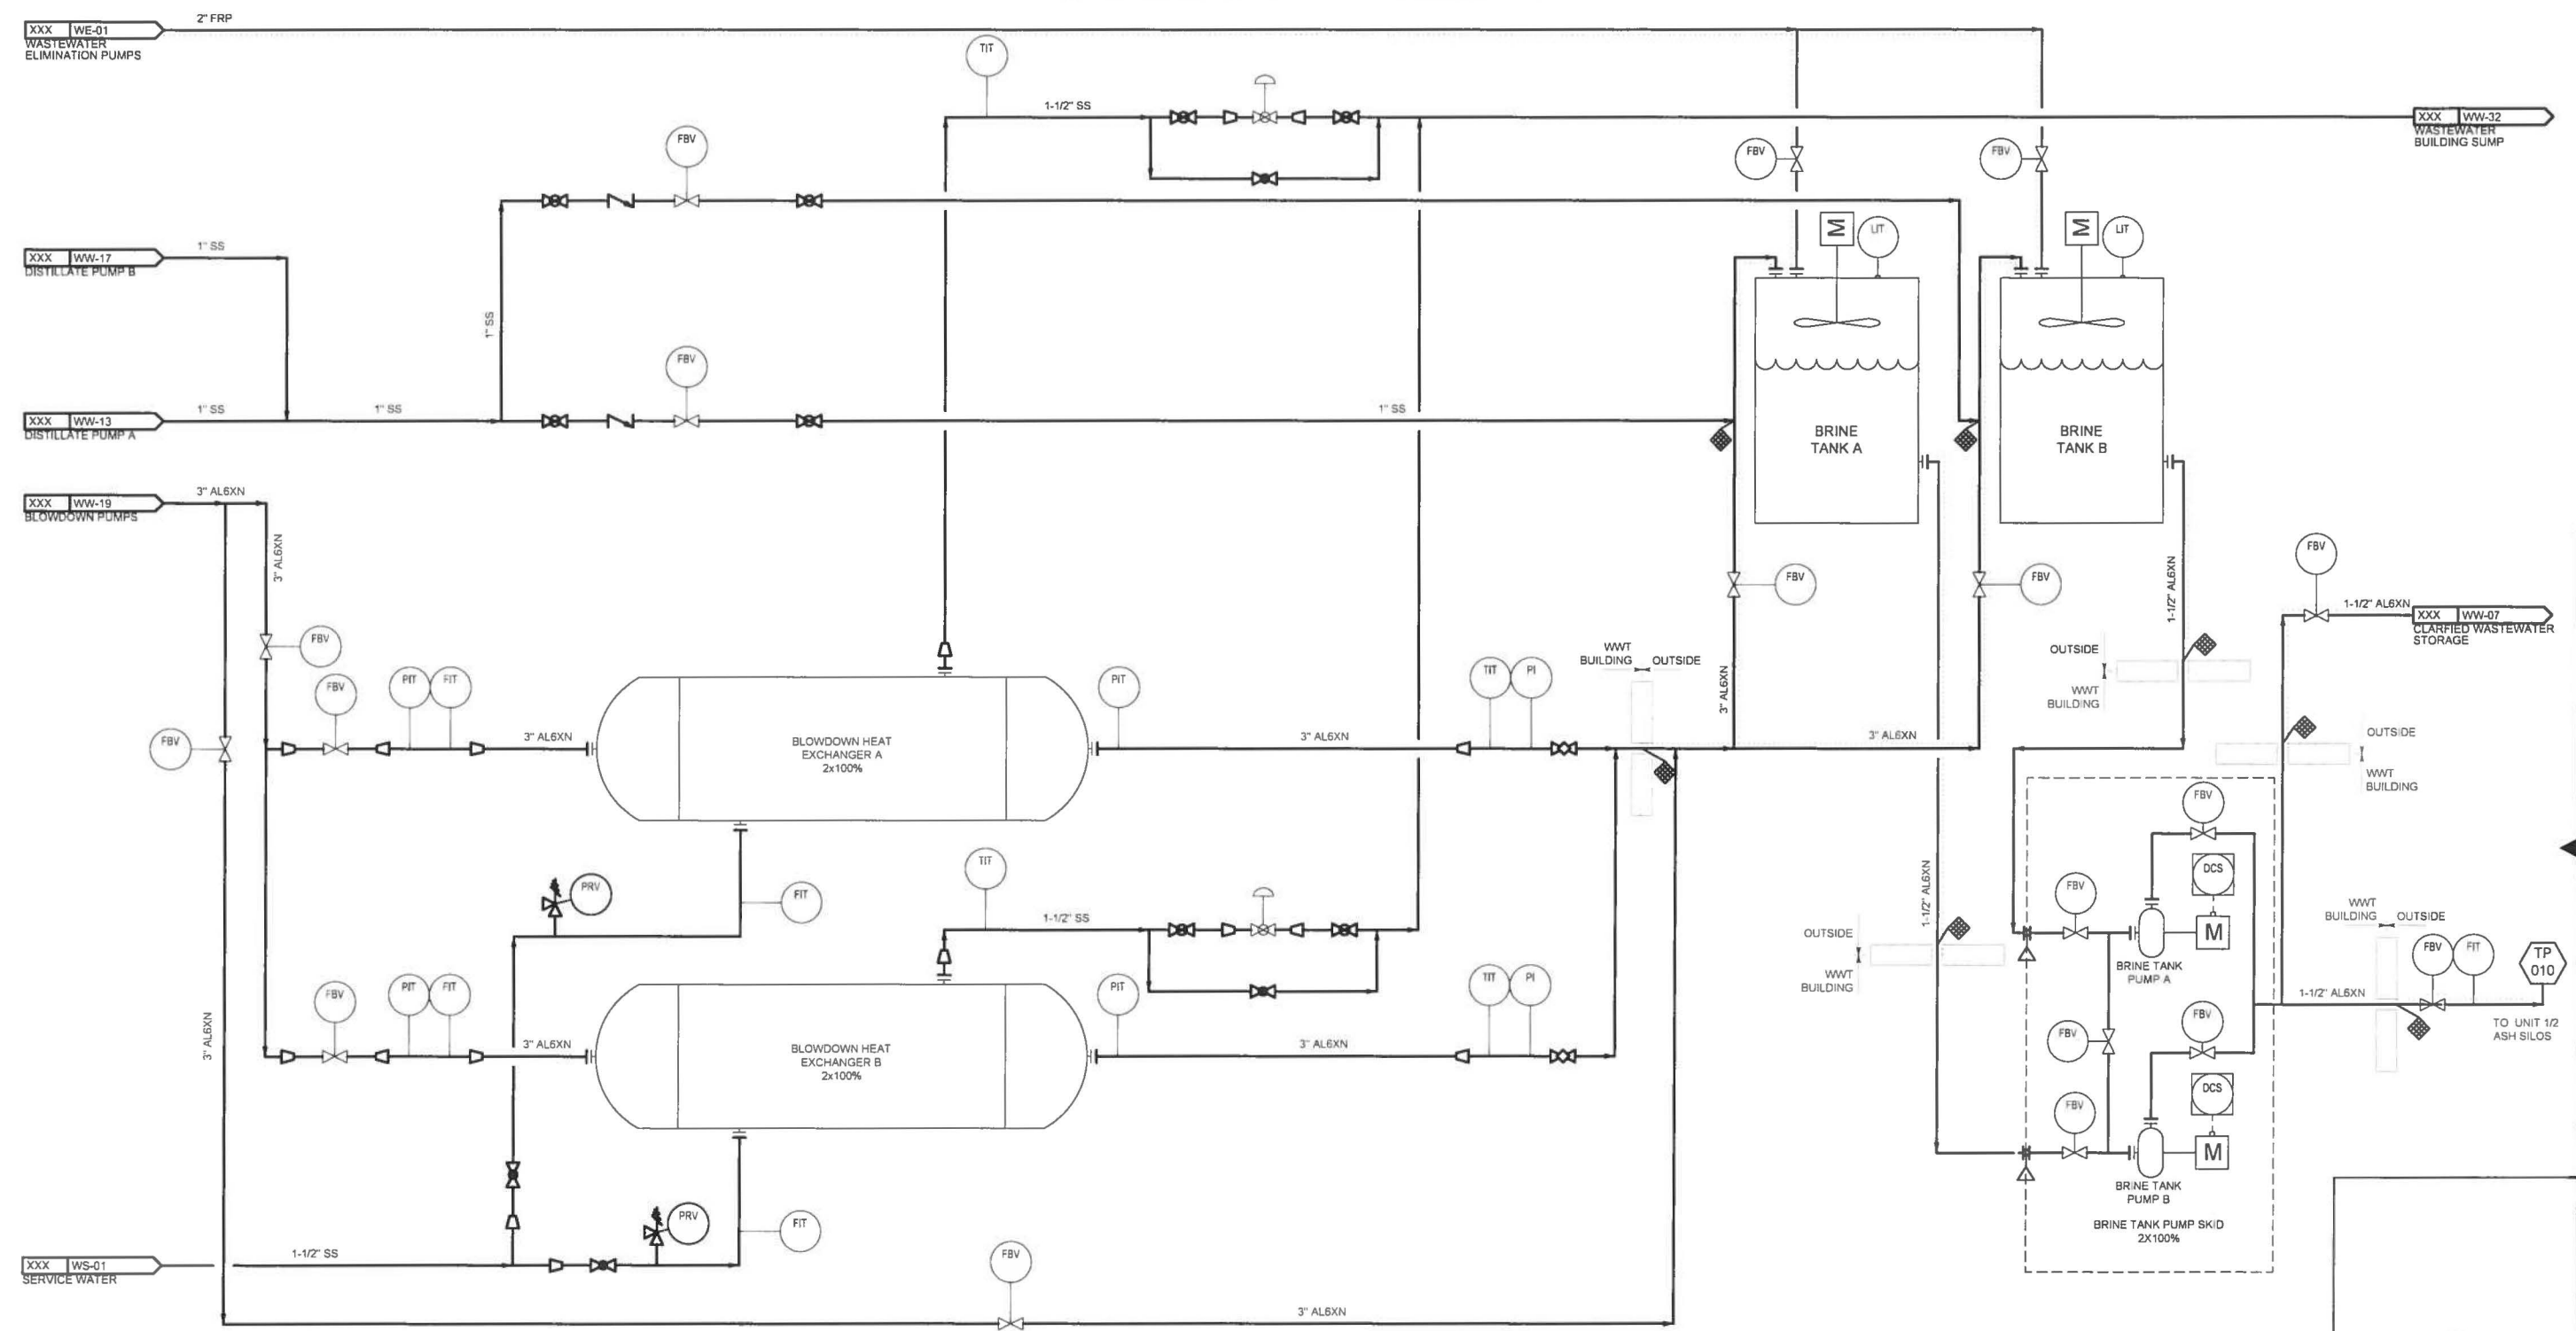 2" FRP
XXX WE-01
WASTEWATER
ELIMINATION PUMPS
TIT
1-1/2" SS
XXX WW-32
WASTEWATER
BUILDING SUMP
FBV
FBV
FBV
M
LIT
M
LIT
1" SS
XXX WW-17
DISTILLATE PUMP B
1" SS
FBV
1" SS
1" SS
1" SS
XXX WW-13
DISTILLATE PUMP A
BRINE
TANK A
BRINE
TANK B
3" AL6XN
XXX WW-19
BLOWDOWN PUMPS
3" AL6XN
FBV
FBV
FBV
1-1/2" AL6XN
FBV
1-1/2" AL6XN
XXX WW-07
CLARFIED WASTEWATER
STORAGE
FBV
PIT
FIT
PIT
TIT
PI
WWT
BUILDING
OUTSIDE
3" AL6XN
OUTSIDE
WWT
BUILDING
FBV
3" AL6XN
BLOWDOWN HEAT
EXCHANGER A
2x100%
3" AL6XN
3" AL6XN
OUTSIDE
WWT
BUILDING
FBV
DCS
M
FBV
BRINE TANK
PUMP A
PRV
FIT
TIT
1-1/2" SS
1-1/2" AL6XN
OUTSIDE
WWT
BUILDING
WWT
BUILDING
OUTSIDE
FBV
FIT
TP
010
1-1/2" AL6XN
TO UNIT 1/2
ASH SILOS
FBV
PIT
FIT
PIT
TIT
PI
3" AL6XN
3" AL6XN
BLOWDOWN HEAT
EXCHANGER B
2x100%
3" AL6XN
FBV
FBV
DCS
FBV
M
BRINE TANK
PUMP B
BRINE TANK PUMP SKID
2X100%
PRV
FIT
1-1/2" SS
XXX WS-01
SERVICE WATER
FBV
3" AL6XN